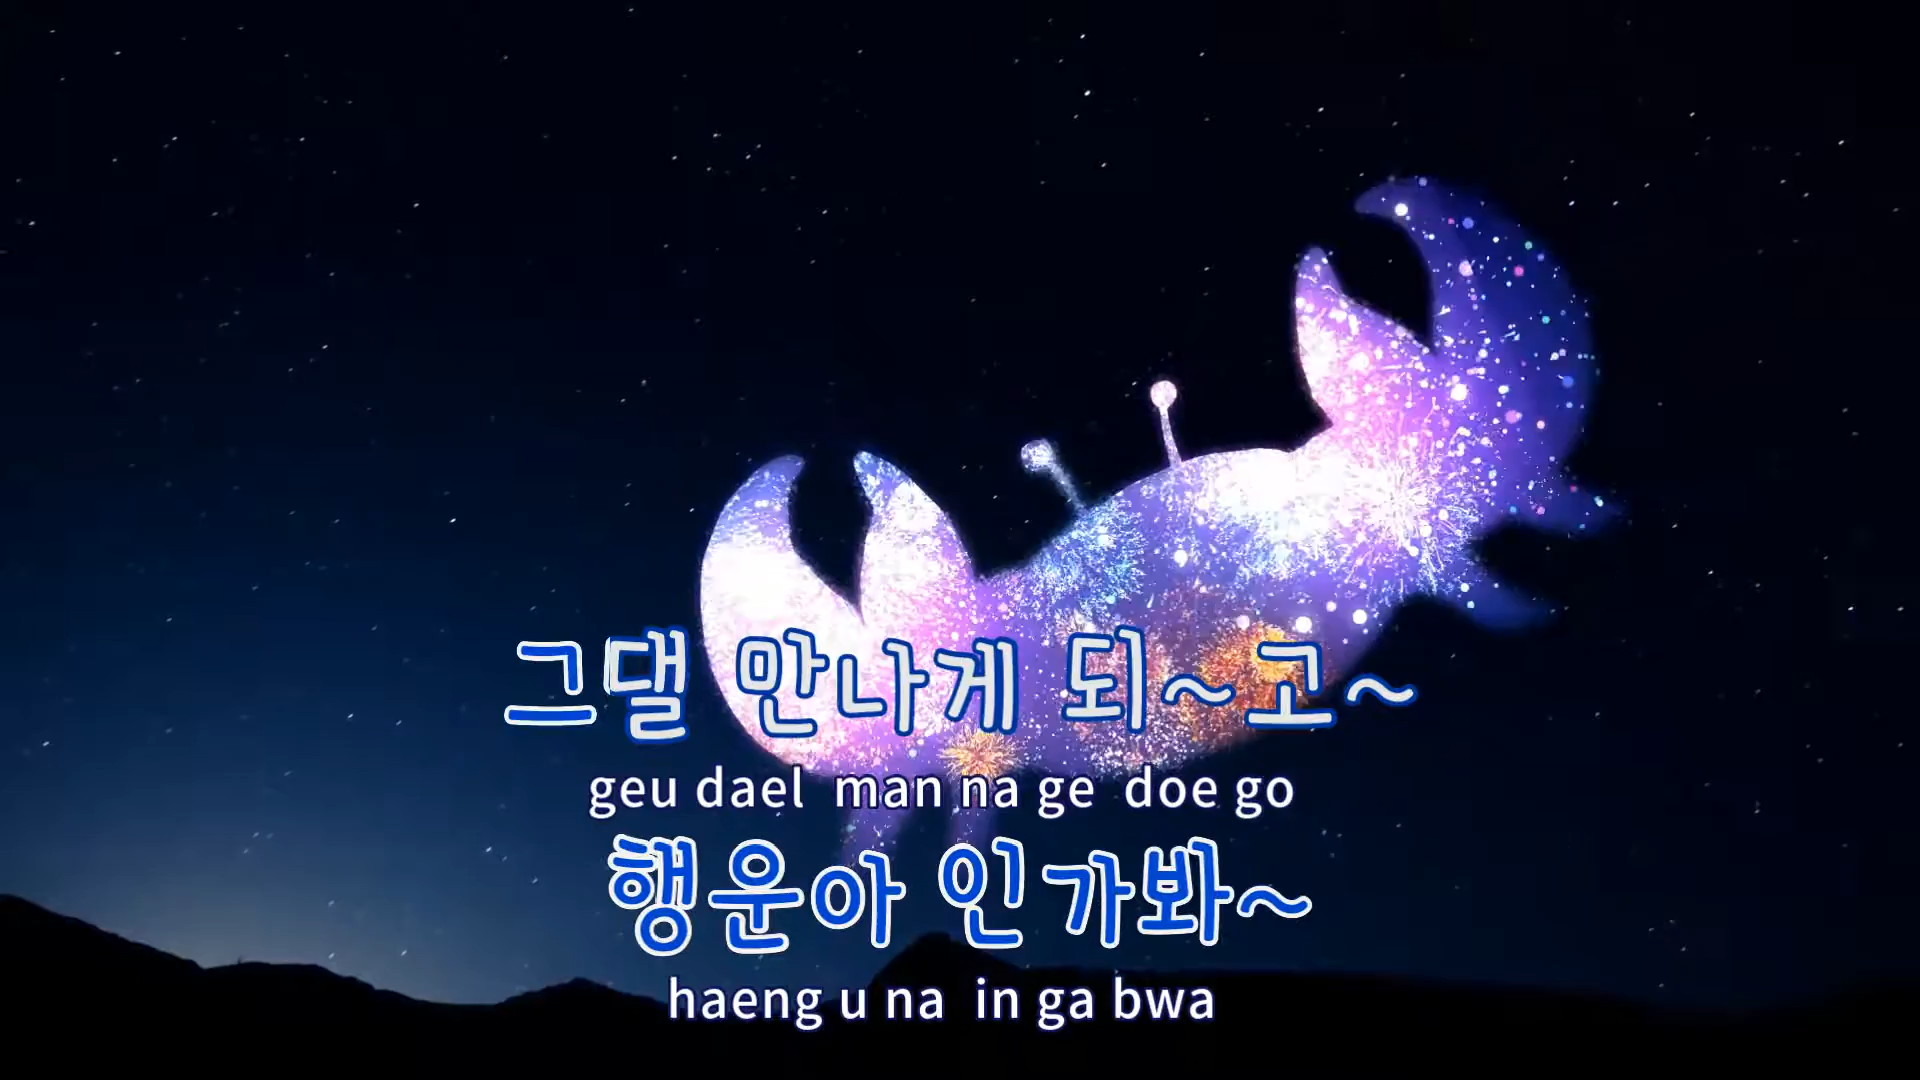 그댈 만나게 되~고~
geu dael man na ge doe go
행운아 인가봐~
haeng u na in ga bwa